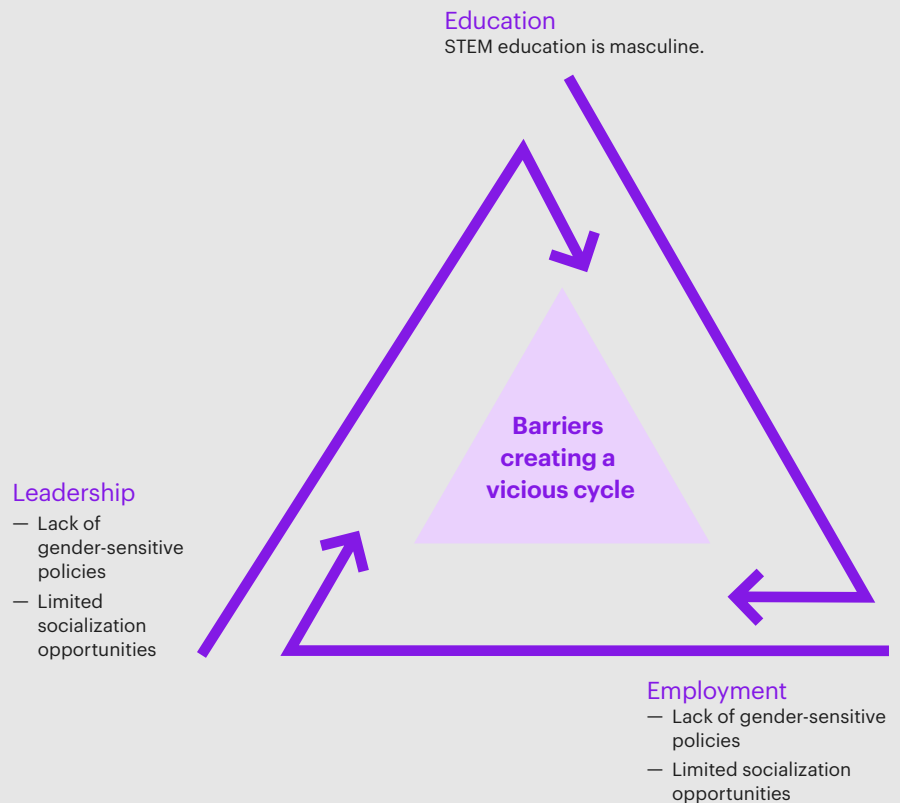 Education
STEM education is masculine.
Barriers
creating a
vicious cycle
Leadership
— Lack of
gender-sensitive
policies
— Limited
socialization
opportunities
Employment
— Lack of gender-sensitive
policies
— Limited socialization
opportunities